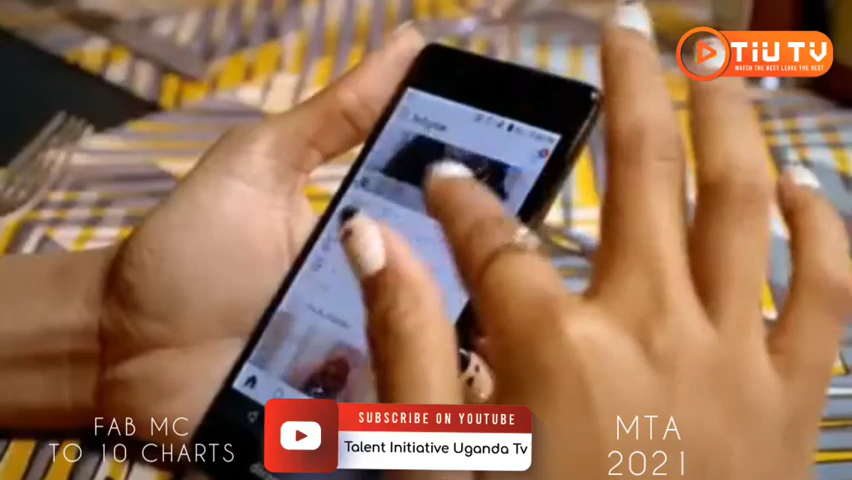 TIU TV
WATCH THE BEST LEAVE THE REST
Instagram
FAB MC
TO 10 CHARTS
SUBSCRIBE ON YOUTUBE
Talent Initiative Uganda Tv
MTA
2021